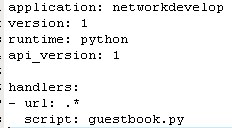 application: networkdevelop
version: 1
runtime: python
api_version: 1
handlers:
- url: .*
script: guestbook.py